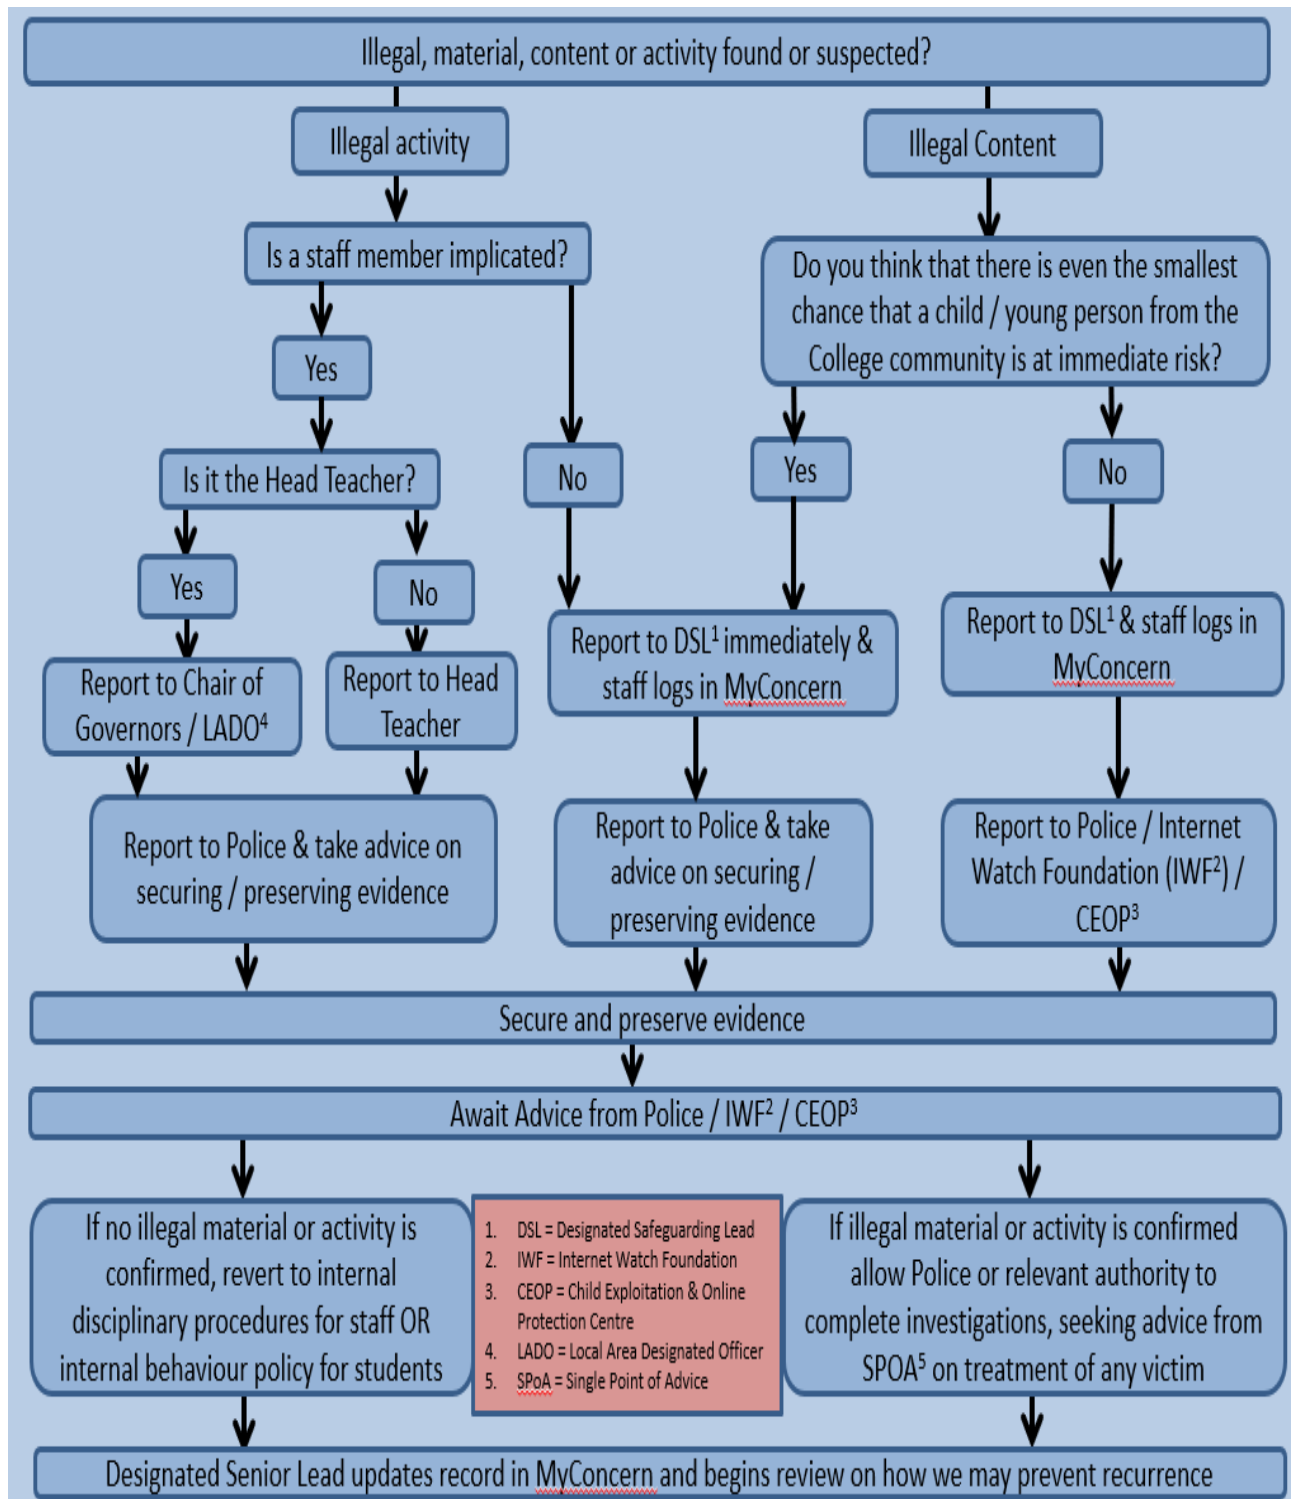 Illegal, material, content or activity found or suspected?
Illegal activity
Illegal Content
Is a staff member implicated?
Do you think that there is even the smallest
chance that a child / young person from the
College community is at immediate risk?
Yes
No
Yes
No
Is it the Head Teacher?
Yes
No
Report to Chair of
Governors / LADO⁴
Report to Head
Teacher
Report to DSL¹ immediately &
staff logs in MyConcern
Report to DSL¹ & staff logs in
MyConcern
Report to Police & take advice on
securing / preserving evidence
Report to Police & take
advice on securing /
preserving evidence
Report to Police / Internet
Watch Foundation (IWF²) /
CEOP³
Secure and preserve evidence
Await Advice from Police / IWF² / CEOP³
If no illegal material or activity is
confirmed, revert to internal
disciplinary procedures for staff OR
internal behaviour policy for students
1. DSL = Designated Safeguarding Lead
2. IWF = Internet Watch Foundation
3. CEOP = Child Exploitation & Online
Protection Centre
4. LADO = Local Area Designated Officer
5. SPoA = Single Point of Advice
If illegal material or activity is confirmed
allow Police or relevant authority to
complete investigations, seeking advice from
SPOA⁵ on treatment of any victim
Designated Senior Lead updates record in MyConcern and begins review on how we may prevent recurrence